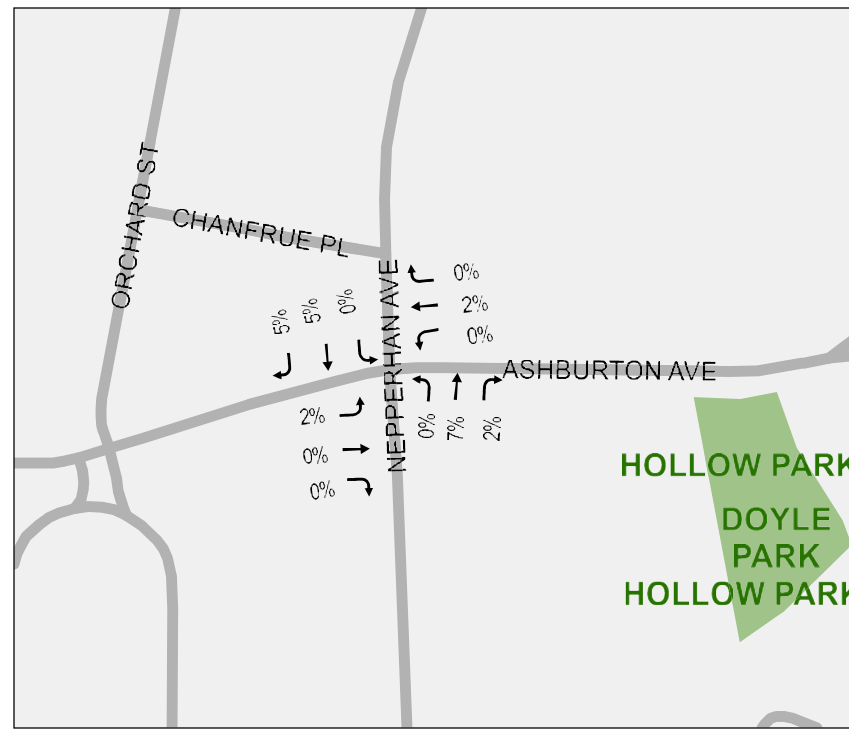 ORCHARD ST
CHANFRUE PL
NEPPERHAN AVE
0%
2%
0%
5%
5%
0%
ASHBURTON AVE
2%
0%
0%
0%
7%
2%
HOLLOW PARK
DOYLE
PARK
HOLLOW PARK